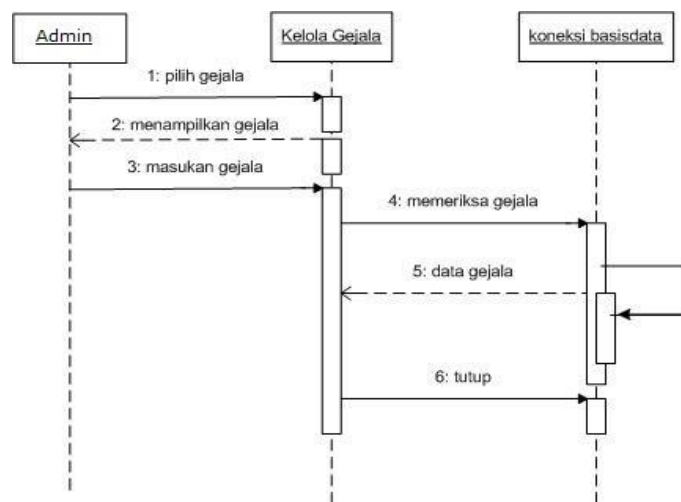 Admin
Kelola Gejala
koneksi basisdata
1: pilih gejala
2: menampilkan gejala
3: masukan gejala
4: memeriksa gejala
5: data gejala
6: tutup